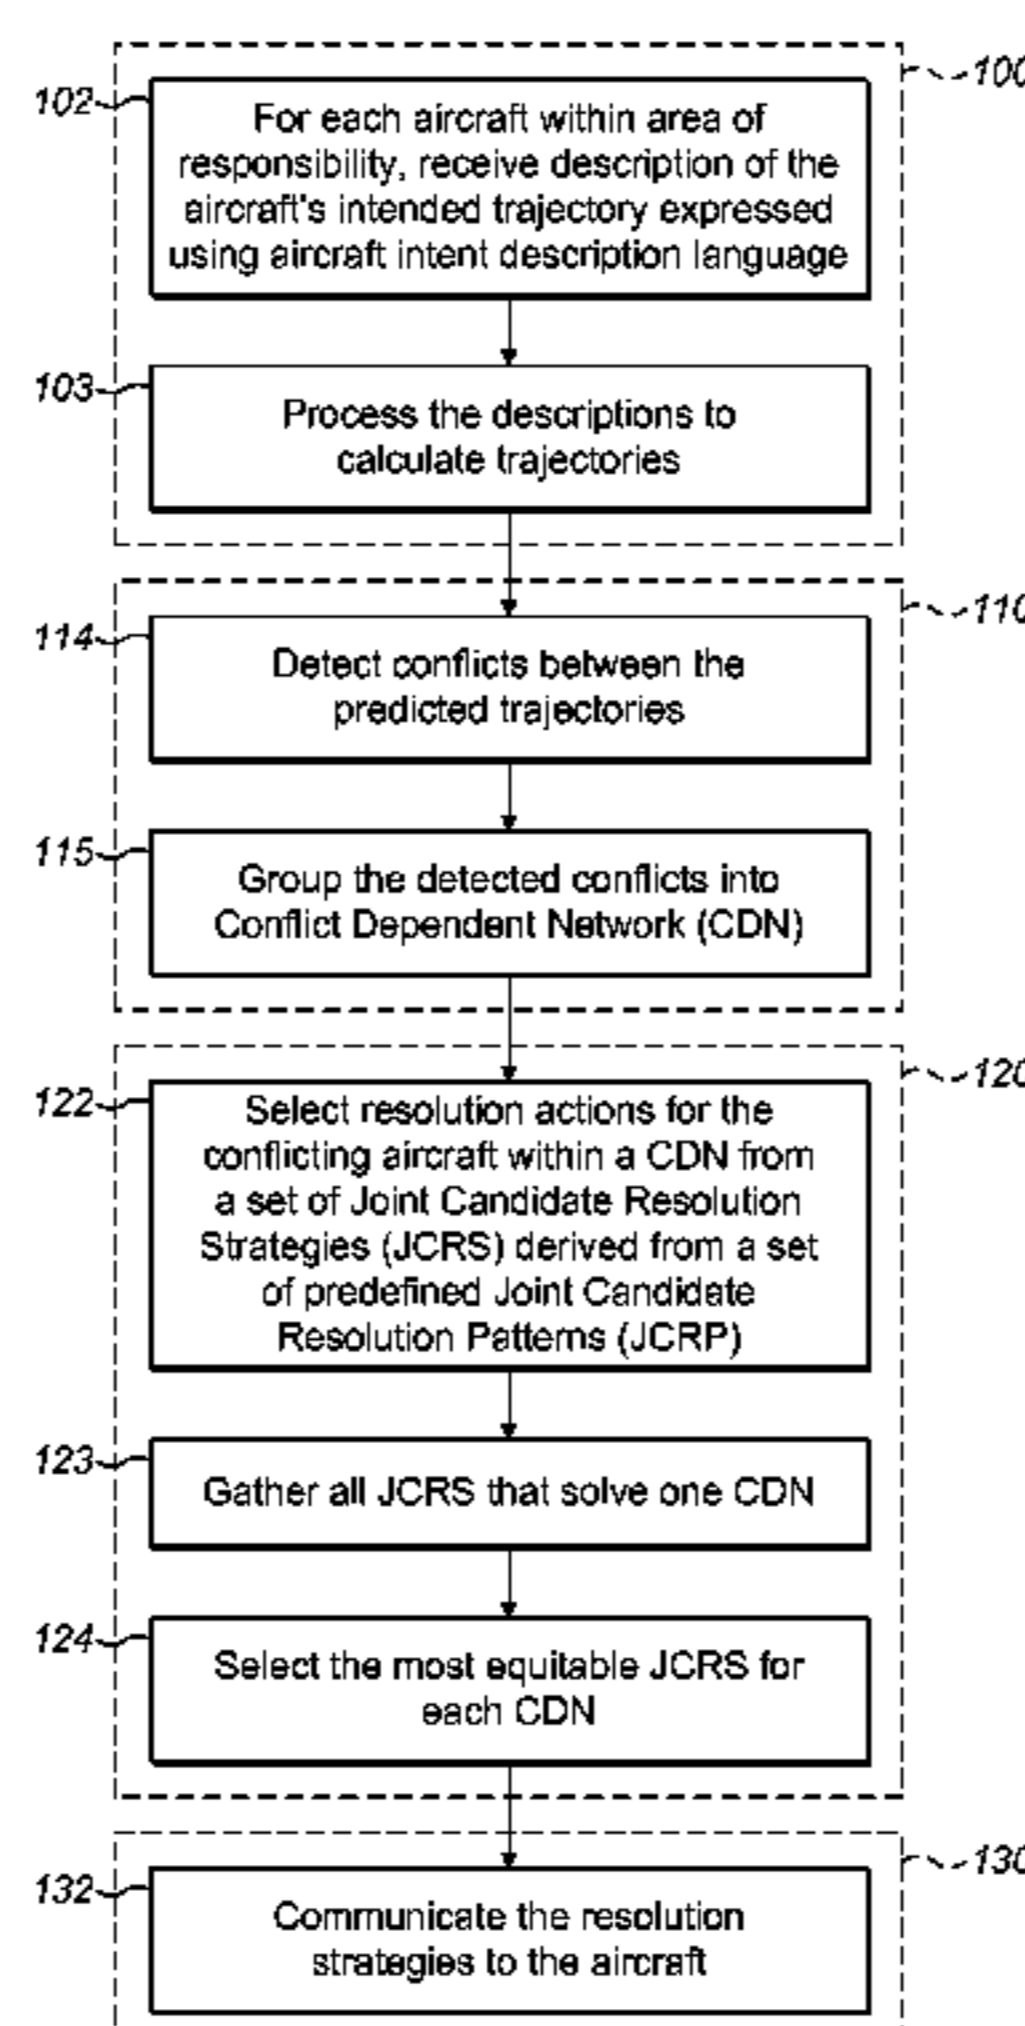 100
102
For each aircraft within area of
responsibility, receive description of the
aircraft's intended trajectory expressed
using aircraft intent description language
103
Process the descriptions to
calculate trajectories
110
114
Detect conflicts between the
predicted trajectories
115
Group the detected conflicts into
Conflict Dependent Network (CDN)
120
122
Select resolution actions for the
conflicting aircraft within a CDN from
a set of Joint Candidate Resolution
Strategies (JCRS) derived from a set
of predefined Joint Candidate
Resolution Patterns (JCRP)
123
Gather all JCRS that solve one CDN
124
Select the most equitable JCRS for
each CDN
130
132
Communicate the resolution
strategies to the aircraft